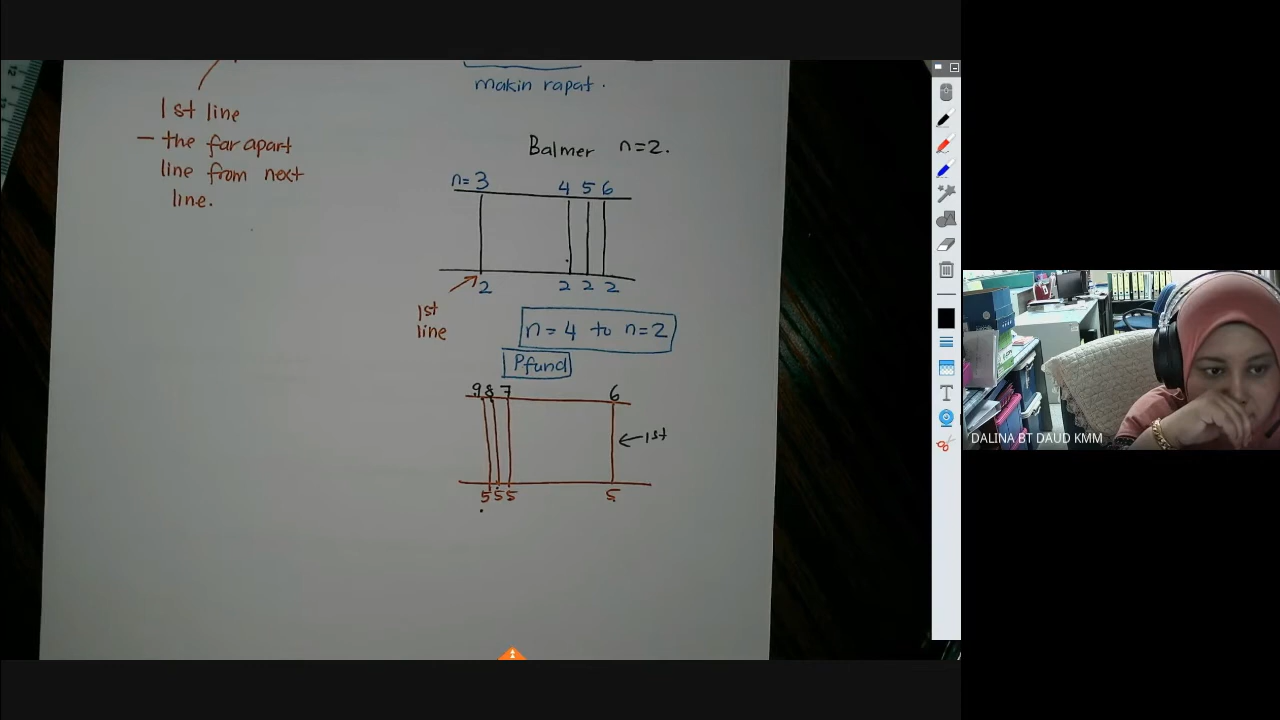 makin rapat.
1st line
— the far apart
line from next
line.
Balmer n=2.
n= 3 4 5 6
2 2 2 2
1st
line
n = 4 to n=2
Pfund
9 8 7 6
← 1st
5 5 5 5
T
DALINA BT DAUD KMM